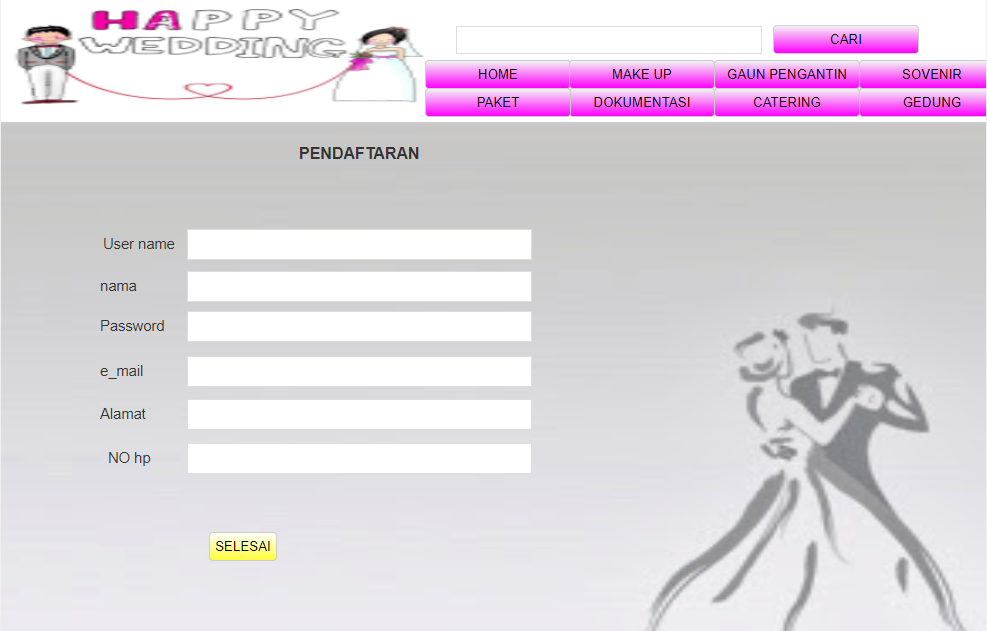 HAPPY
WEDDING
CARI
HOME MAKE UP GAUN PENGANTIN SOVENIR
PAKET DOKUMENTASI CATERING GEDUNG
PENDAFTARAN
User name
nama
Password
e_mail
Alamat
NO hp
SELESAI